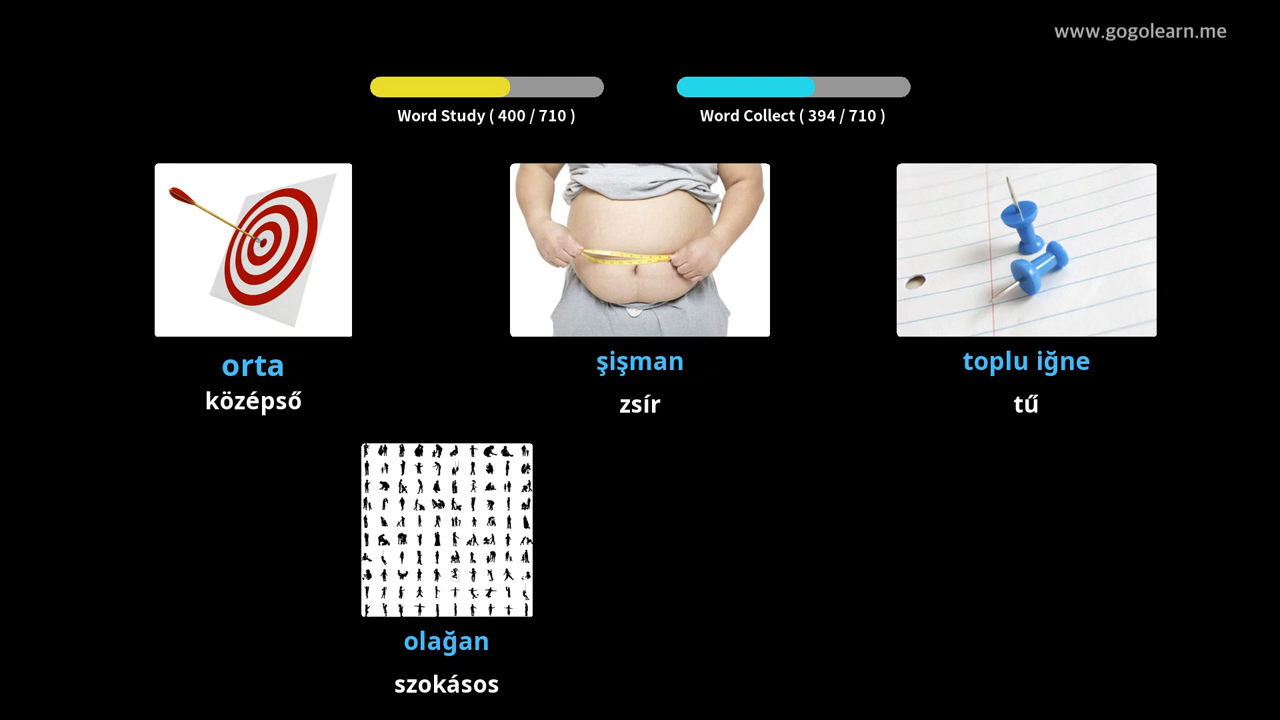 www.gogolearn.me
Word Study ( 400 / 710 )
Word Collect ( 394 / 710 )
orta
középső
şişman
zsír
toplu iğne
tű
olağan
szokásos